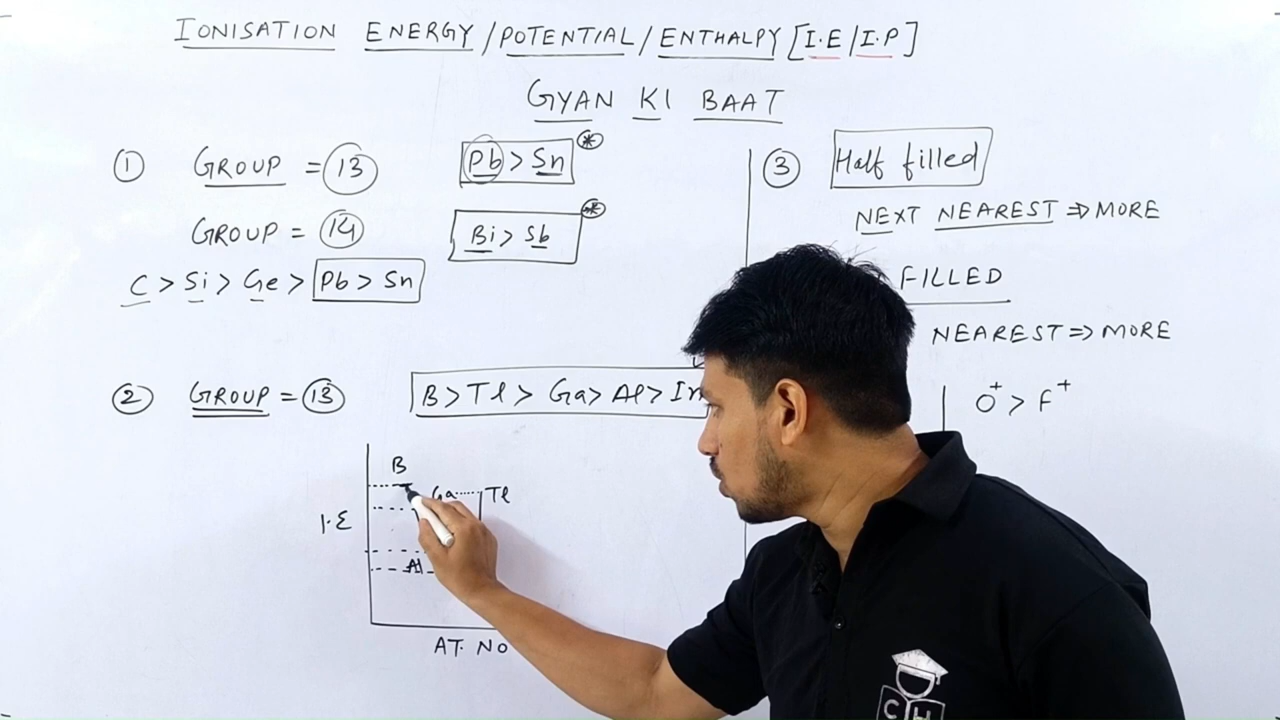 IONISATION ENERGY/POTENTIAL/ENTHALPY [I.E/I.P]
GYAN KI BAAT
① GROUP = 13
Pb > Sn *
GROUP = 14
Bi > Sb *
C > Si > Ge > Pb > Sn
② GROUP = 13
B > Tl > Ga > Al > In
B
Ga
Tl
I.E
Al
AT. NO
③ Half filled
NEXT NEAREST ⇒ MORE
FILLED
NEAREST ⇒ MORE
O⁺ > F⁺
C H